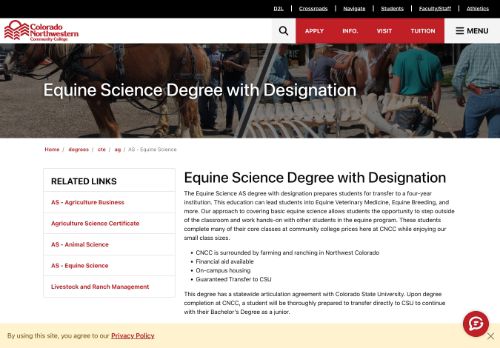 D2L
Crossroads
Navigate
Students
Faculty/Staff
Athletics
Colorado
Northwestern
Community College
APPLY
INFO.
VISIT
TUITION
MENU
Equine Science Degree with Designation
Home / degrees / cte / ag / AS - Equine Science
RELATED LINKS
AS - Agriculture Business
Agriculture Science Certificate
AS - Animal Science
AS - Equine Science
Livestock and Ranch Management
Equine Science Degree with Designation
The Equine Science AS degree with designation prepares students for transfer to a four-year
institution. This education can lead students into Equine Veterinary Medicine, Equine Breeding, and
more. Our approach to covering basic equine science allows students the opportunity to step outside
of the classroom and work hands-on with other students in the equine program. These students
complete many of their core classes at community college prices here at CNCC while enjoying our
small class sizes.
• CNCC is surrounded by farming and ranching in Northwest Colorado
• Financial aid available
• On-campus housing
• Guaranteed Transfer to CSU
This degree has a statewide articulation agreement with Colorado State University. Upon degree
completion at CNCC, a student will be thoroughly prepared to transfer directly to CSU to continue
with their Bachelor's Degree as a junior.
By using this site, you agree to our Privacy Policy